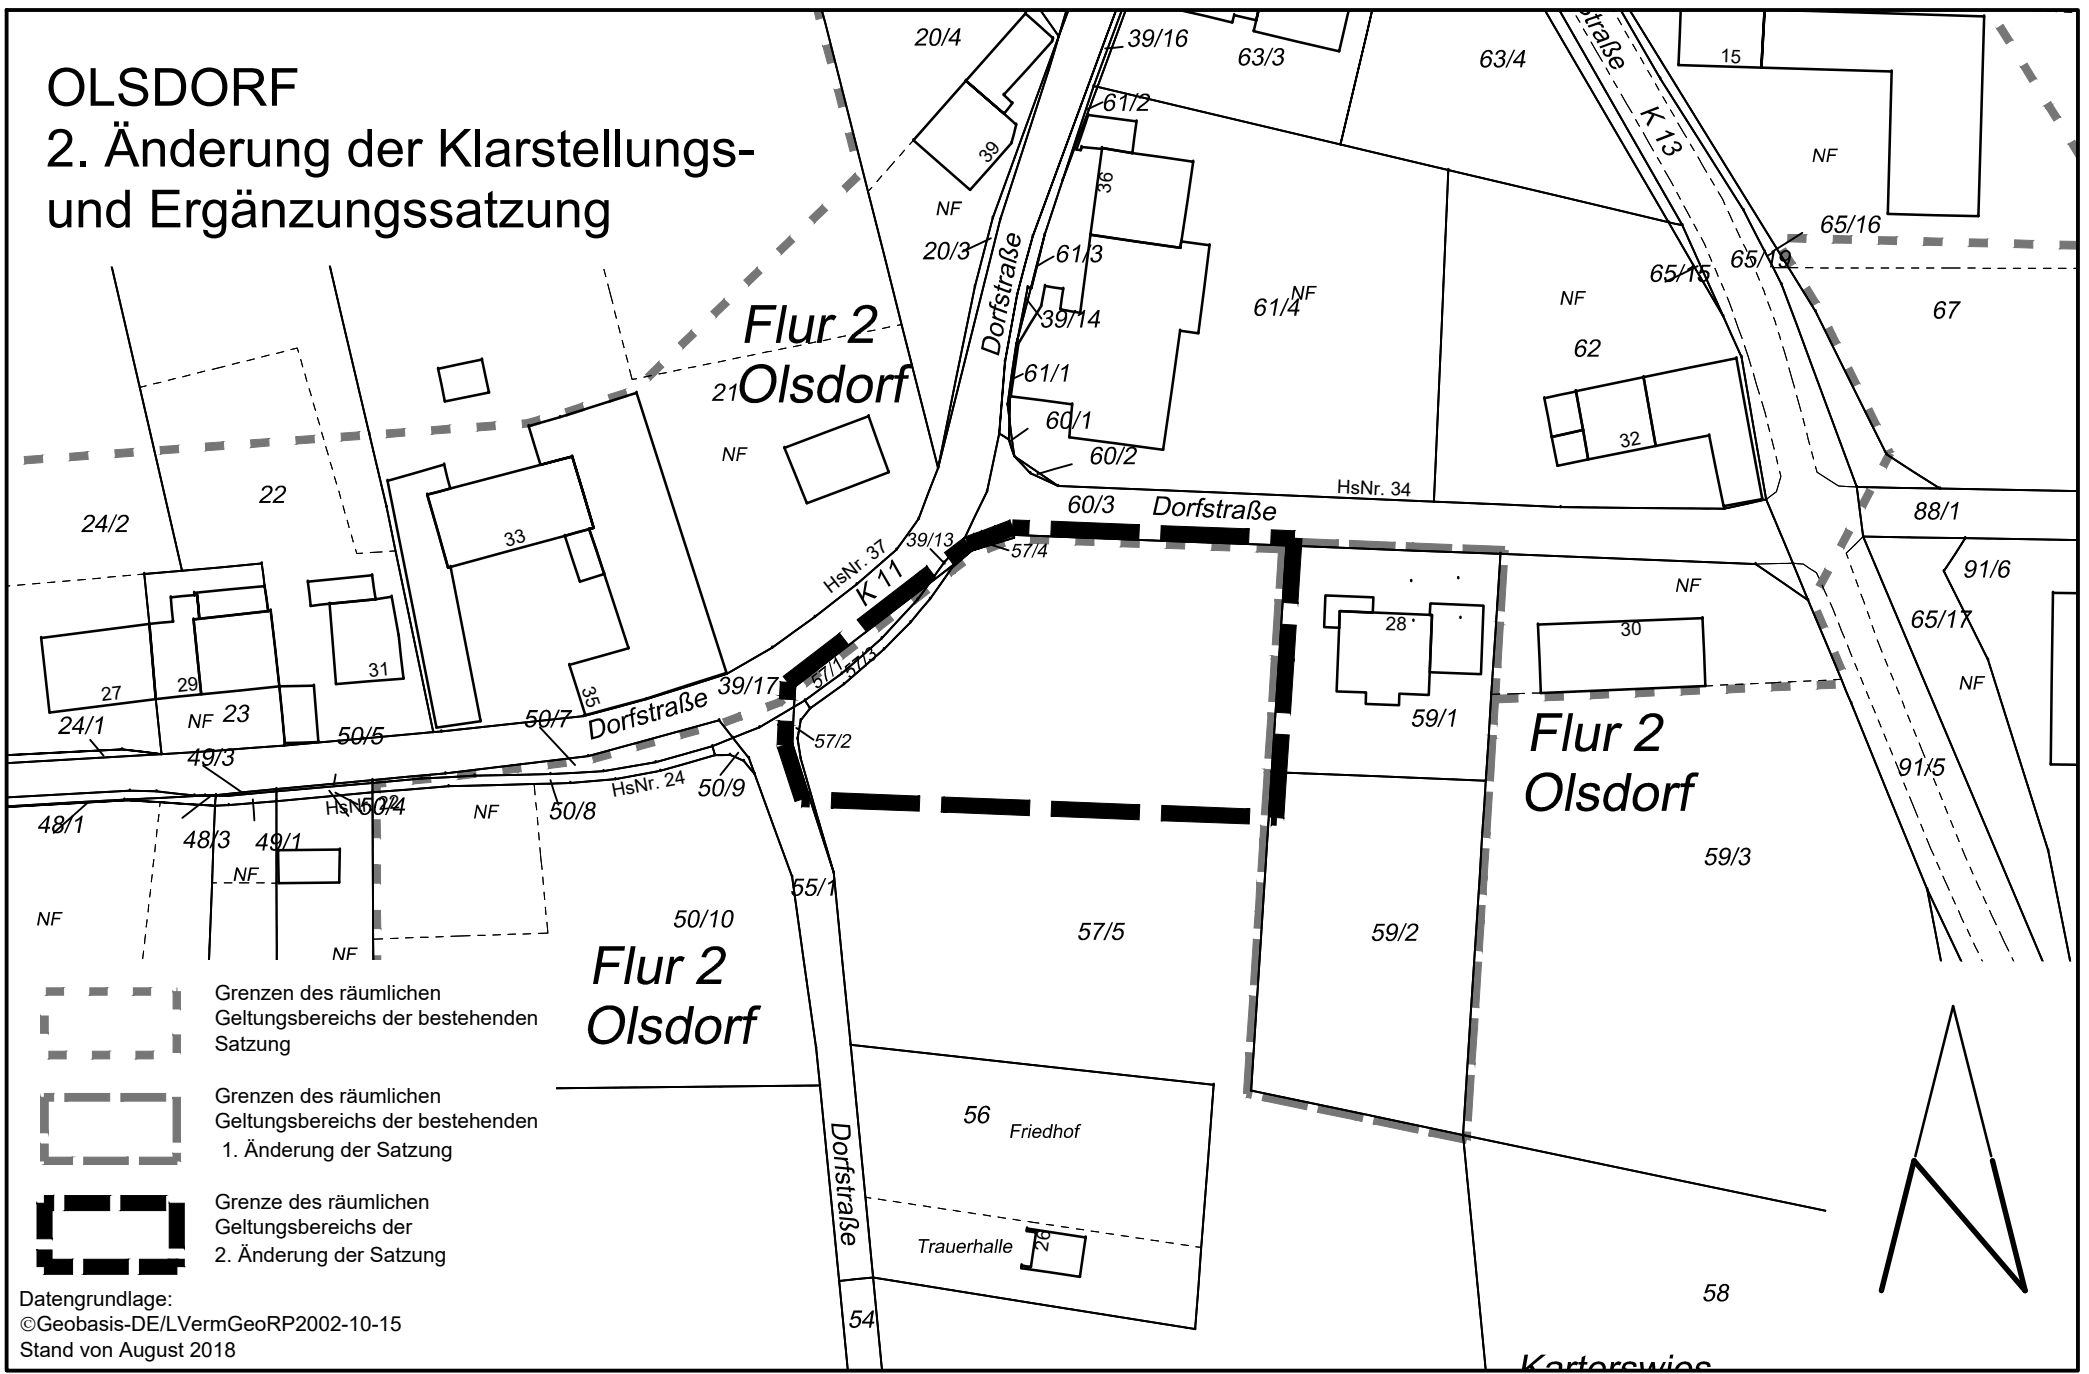 OLSDORF
2. Änderung der Klarstellungs-
und Ergänzungssatzung
20/4
39/16
63/3
63/4
straße
15
61/2
K 13
NF
39
36
NF
20/3
Dorfstraße
61/3
65/16
65/15
65/19
61/4
NF
NF
67
Flur 2
Olsdorf
39/14
62
21
61/1
60/1
32
NF
60/2
HsNr. 34
22
24/2
60/3
Dorfstraße
88/1
33
39/13
57/4
HsNr. 37
K 11
91/6
NF
28
30
65/17
57/1
57/3
27
29
31
35
39/17
NF
24/1
NF
23
50/5
50/7
Dorfstraße
57/2
59/1
Flur 2
Olsdorf
49/3
HsNr. 24
50/9
91/5
48/1
HsNr. 22
50/4
NF
50/8
48/3
49/1
59/3
NF
55/1
NF
50/10
57/5
59/2
NF
Flur 2
Olsdorf
Grenzen des räumlichen
Geltungsbereichs der bestehenden
Satzung
Grenzen des räumlichen
Geltungsbereichs der bestehenden
1. Änderung der Satzung
56
Friedhof
Dorfstraße
Grenze des räumlichen
Geltungsbereichs der
2. Änderung der Satzung
Trauerhalle
26
58
54
Datengrundlage:
©Geobasis-DE/LVermGeoRP2002-10-15
Stand von August 2018